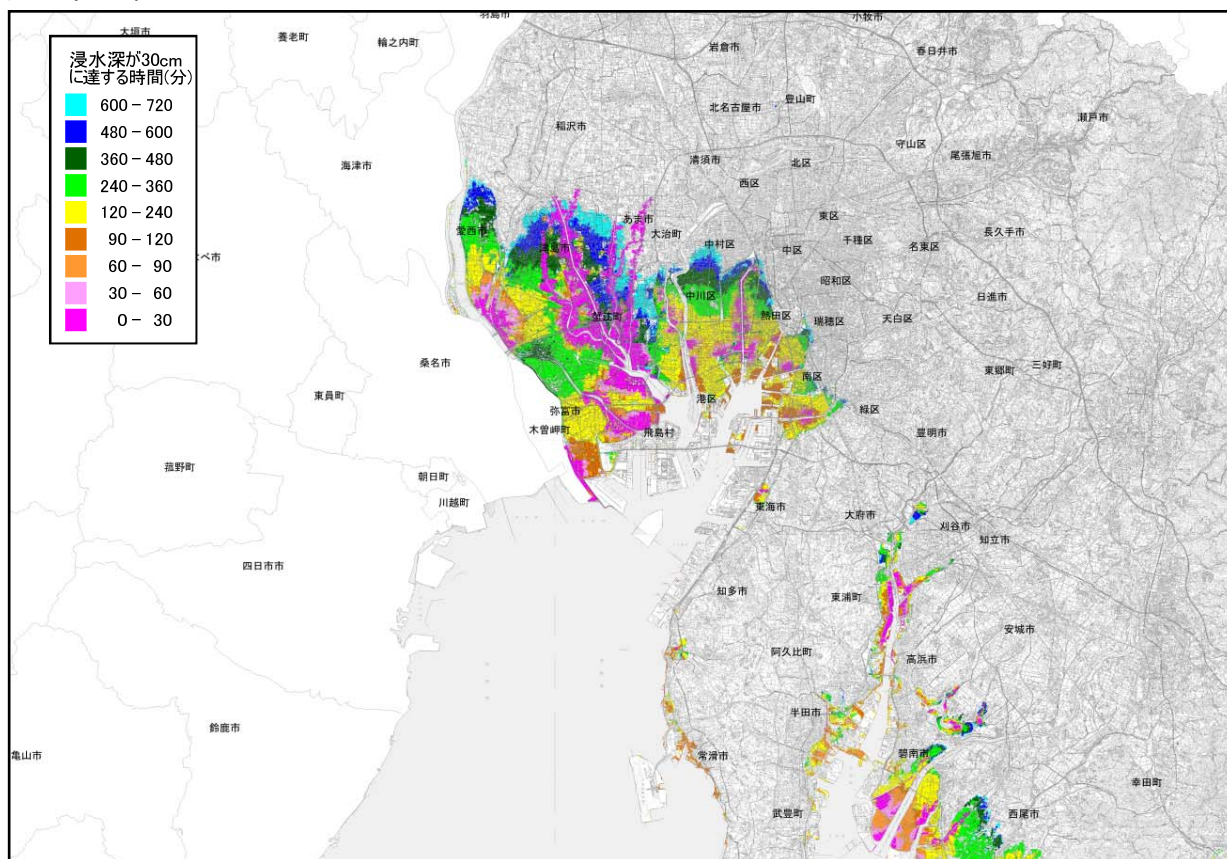 羽島市
小牧市
大垣市
養老町
輪之内町
岩倉市
春日井市
浸水深が30cm
に達する時間(分)
600-720
480-600
360-480
240-360
120-240
90-120
60-90
30-60
0-30
北名古屋市
豊山町
瀬戸市
稲沢市
守山区
海津市
清須市
北区
尾張旭市
西区
あま市
東区
愛西市
大治町
長久手市
中村区
中区
千種区
名東区
津島市
べ市
昭和区
中川区
日進市
蟹江町
熱田区
瑞穂区
天白区
桑名市
三好町
東郷町
南区
東員町
港区
緑区
弥富市
木曽岬町
飛島村
豊明市
菰野町
朝日町
川越町
東海市
大府市
刈谷市
知立市
四日市市
知多市
東浦町
安城市
阿久比町
高浜市
半田市
鈴鹿市
亀山市
常滑市
碧南市
幸田町
武豊町
西尾市